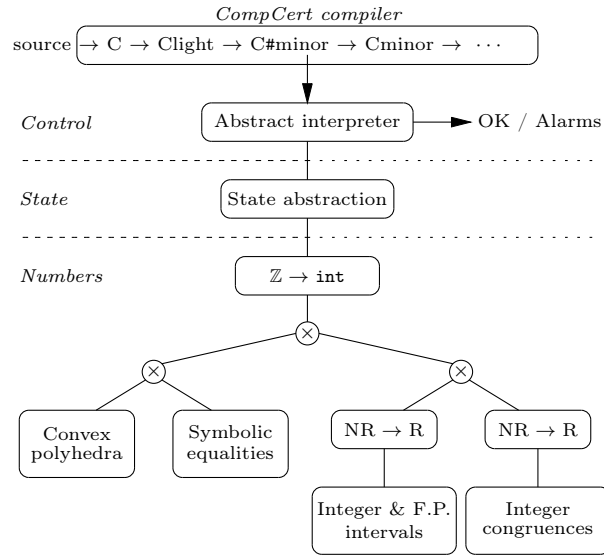 CompCert compiler
source → C → Clight → C#minor → Cminor → ···
Control
Abstract interpreter
OK / Alarms
State
State abstraction
Numbers
ℤ → int
×
×
×
Convex
polyhedra
Symbolic
equalities
NR → R
NR → R
Integer & F.P.
intervals
Integer
congruences